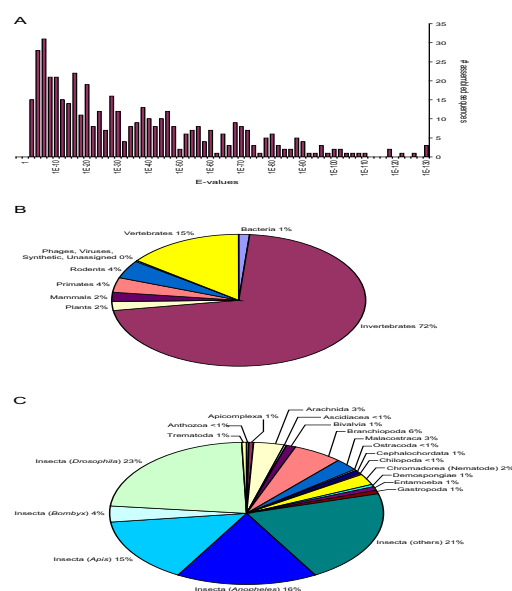 A
35
30
25
20
15
10
5
0
# assembled sequences
1
1E-10
1E-20
1E-30
1E-40
1E-50
1E-60
1E-70
1E-80
1E-90
1E-100
1E-110
1E-120
1E-130
E-values
B
Vertebrates 15%
Bacteria 1%
Phages, Viruses,
Synthetic, Unassigned 0%
Rodents 4%
Primates 4%
Mammals 2%
Plants 2%
Invertebrates 72%
C
Arachnida 3%
Apicomplexa 1%
Ascidiacea <1%
Anthozoa <1%
Bivalvia 1%
Trematoda 1%
Branchiopoda 6%
Malacostraca 3%
Ostracoda <1%
Cephalochordata 1%
Chilopoda <1%
Chromadorea (Nematode) 2%
Demospongiae 1%
Entamoeba 1%
Gastropoda 1%
Insecta (Drosophila) 23%
Insecta (Bombyx) 4%
Insecta (others) 21%
Insecta (Apis) 15%
Insecta (Anopheles) 16%